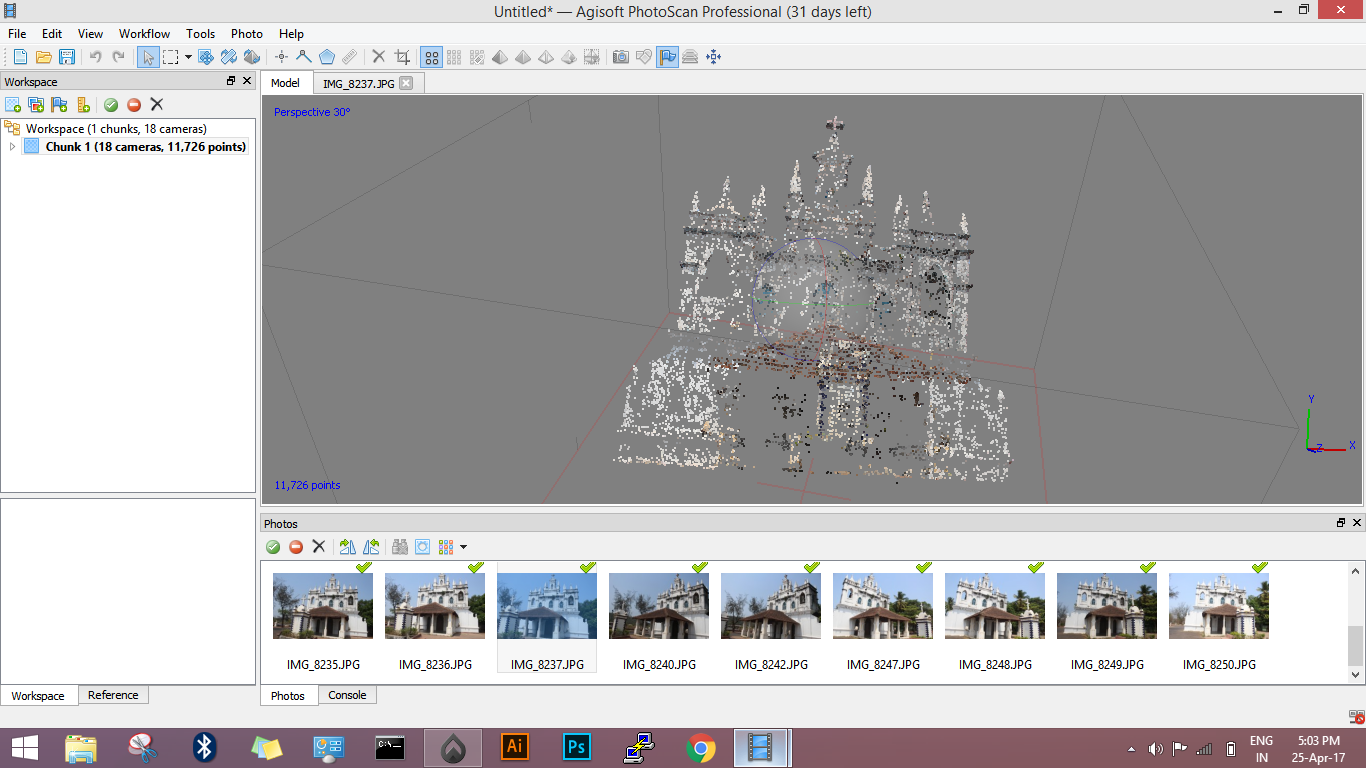 Untitled* — Agisoft PhotoScan Professional (31 days left)
File Edit View Workflow Tools Photo Help
Workspace
Model IMG_8237.JPG
Perspective 30°
Workspace (1 chunks, 18 cameras)
Chunk 1 (18 cameras, 11,726 points)
Y
Z X
11,726 points
Photos
IMG_8235.JPG IMG_8236.JPG IMG_8237.JPG IMG_8240.JPG IMG_8242.JPG IMG_8247.JPG IMG_8248.JPG IMG_8249.JPG IMG_8250.JPG
Workspace Reference
Photos Console
C:\_
Ai
Ps
ENG
IN
5:03 PM
25-Apr-17